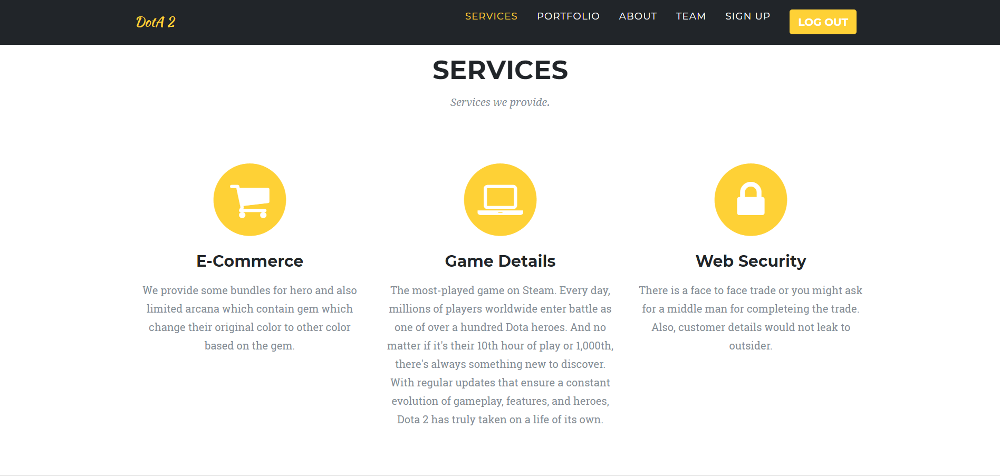 DotA 2
SERVICES PORTFOLIO ABOUT TEAM SIGN UP LOG OUT
SERVICES
Services we provide.
E-Commerce
We provide some bundles for hero and also
limited arcana which contain gem which
change their original color to other color
based on the gem.
Game Details
The most-played game on Steam. Every day,
millions of players worldwide enter battle as
one of over a hundred Dota heroes. And no
matter if it's their 10th hour of play or 1,000th,
there's always something new to discover.
With regular updates that ensure a constant
evolution of gameplay, features, and heroes,
Dota 2 has truly taken on a life of its own.
Web Security
There is a face to face trade or you might ask
for a middle man for completeing the trade.
Also, customer details would not leak to
outsider.